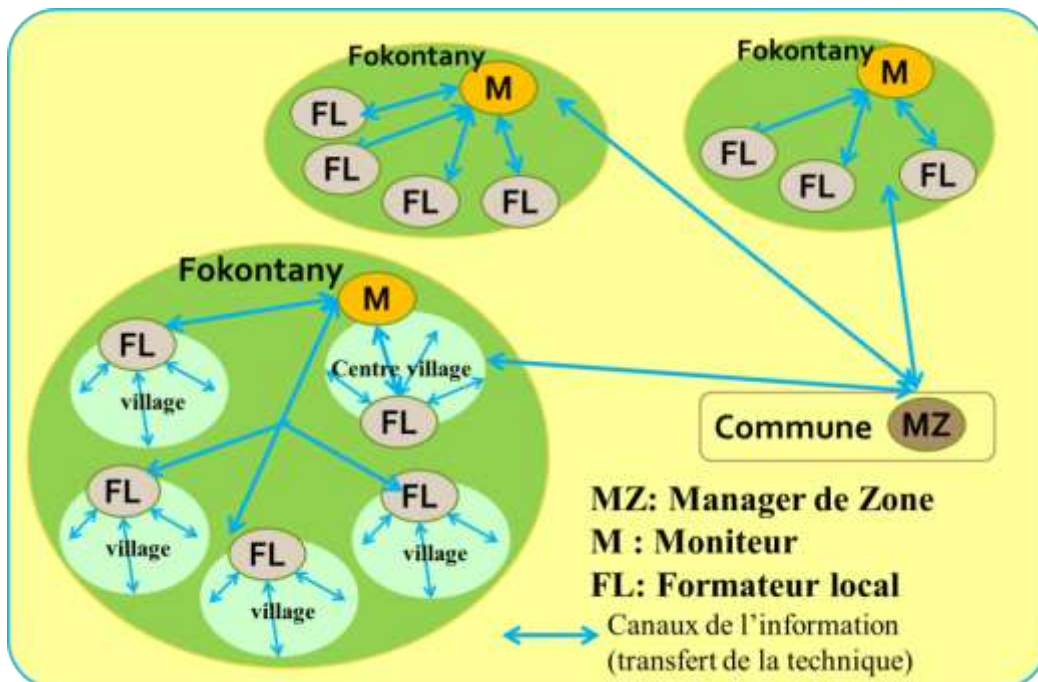 Fokontany
M
FL
FL
FL
FL
Fokontany
M
FL
FL
FL
Fokontany
M
FL
village
Centre village
FL
FL
village
FL
village
FL
village
Commune
MZ
MZ: Manager de Zone
M : Moniteur
FL: Formateur local
Canaux de l'information
(transfert de la technique)